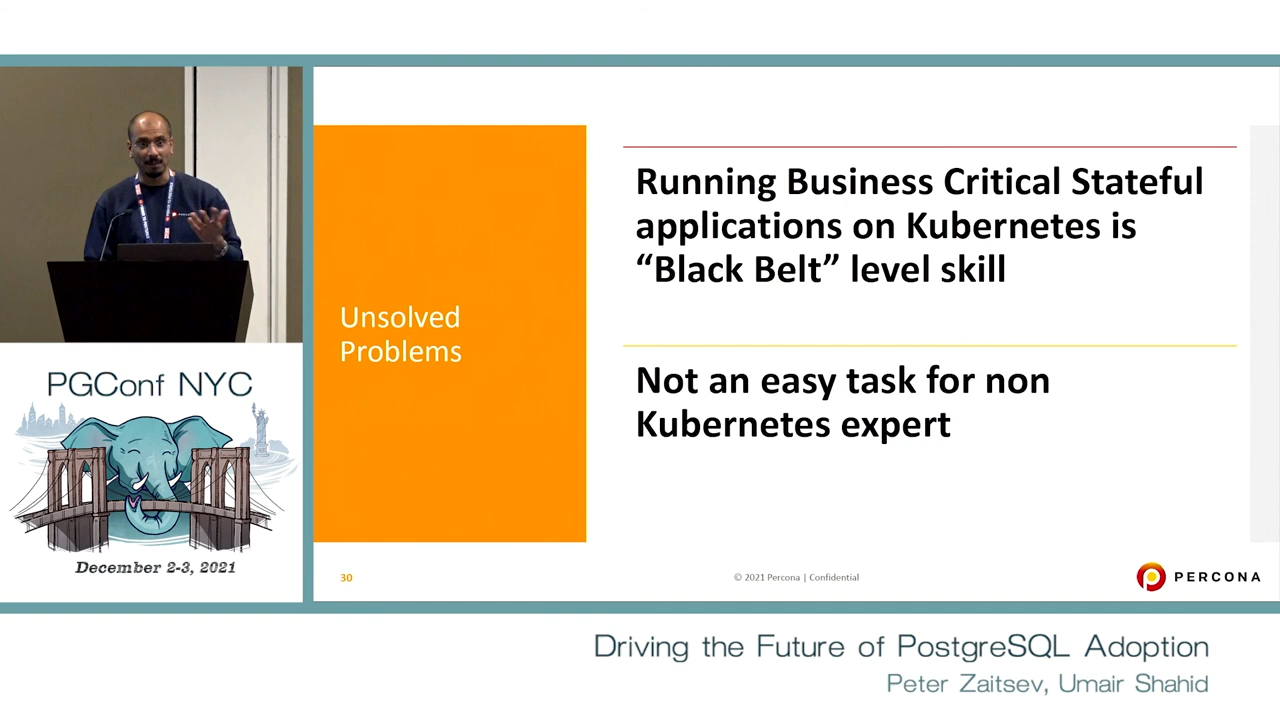 Unsolved
Problems
Running Business Critical Stateful
applications on Kubernetes is
“Black Belt” level skill
Not an easy task for non
Kubernetes expert
30
© 2021 Percona | Confidential
PERCONA
PGConf NYC
December 2-3, 2021
Driving the Future of PostgreSQL Adoption
Peter Zaitsev, Umair Shahid